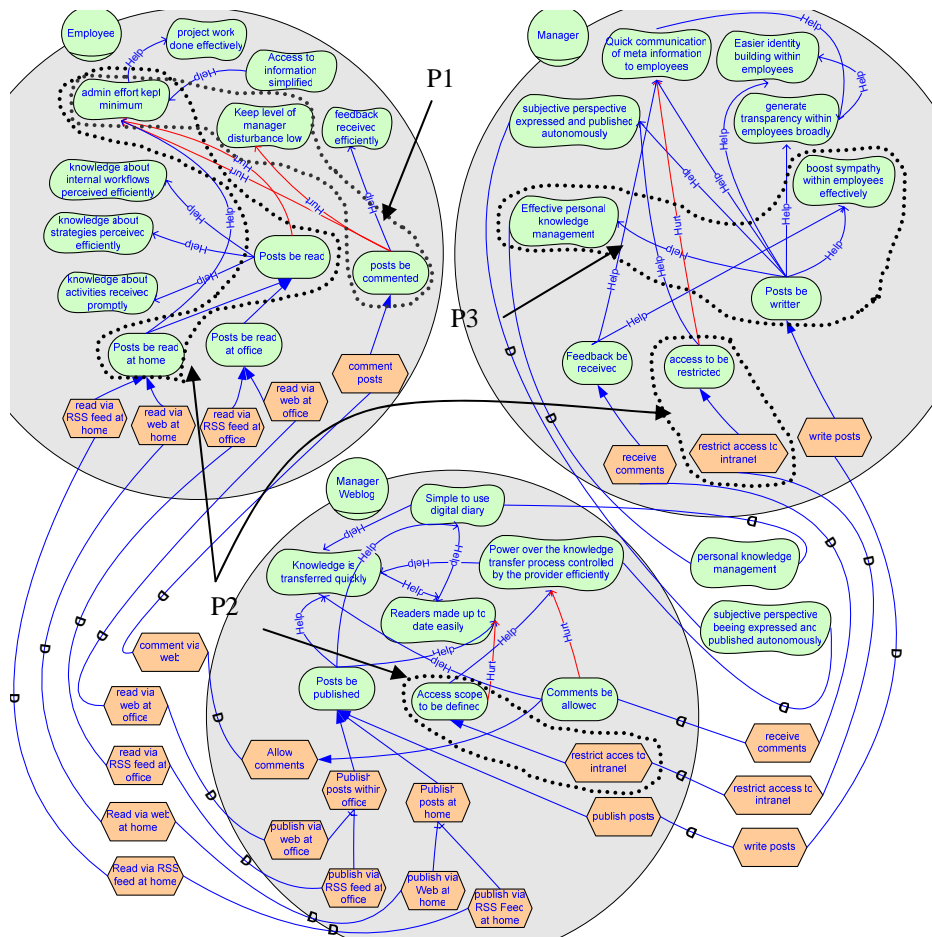 Employee
project work
done effectively
Help
Access to
information
simplified
Help
admin effort kept
minimum
Keep level of
manager
disturbance low
feedback
received
efficiently
P1
Hurt
Hurt
Hurt
Help
knowledge about
internal workflows
perceived efficiently
Help
Help
knowledge about
strategies perceived
efficiently
Help
Posts be read
posts be
commented
knowledge about
activities received
promptly
Help
Posts be read
at home
Posts be read
at office
comment
posts
read via
RSS feed at
home
read via
web at
home
read via
RSS feed at
office
read via
web at
office
Manager
Quick communication
of meta information
to employees
Easier identity
building within
employees
Help
subjective perspective
expressed and published
autonomously
generate
transparency within
employees broadly
Help
boost sympathy
within employees
effectively
Help
Help
Effective personal
knowledge
management
Hurt
Help
Help
Help
Help
Help
Posts be
writter
P3
Help
Feedback be
received
access to be
restricted
D
D
receive
comments
restrict access to
intranet
write posts
Manager
Weblog
Simple to use
digital diary
Help
Help
Help
Knowledge is
transferred quickly
Help
Help
Power over the knowledge
transfer process controlled
by the provider efficiently
Readers made up to
date easily
P2
Help
Help
Help
Help
Hurt
Hurt
Posts be
published
Access scope
to be defined
Comments be
allowed
Allow
comments
restrict acces to
intranet
Publish
posts within
office
Publish
posts at
home
publish posts
publish via
web at
office
publish via
RSS feed at
office
publish via
Web at
home
publish via
RSS Feed
at home
D
D
D
personal knowledge
management
subjective perspective
beeing expressed and
published autonomously
D
D
D
receive
comments
D
restrict access to
intranet
D
write posts
D
D
D
D
D
comment via
web
read via
web at
office
D
D
read via
RSS feed at
office
D
Read via web
at home
D
Read via RSS
feed at home
D
D